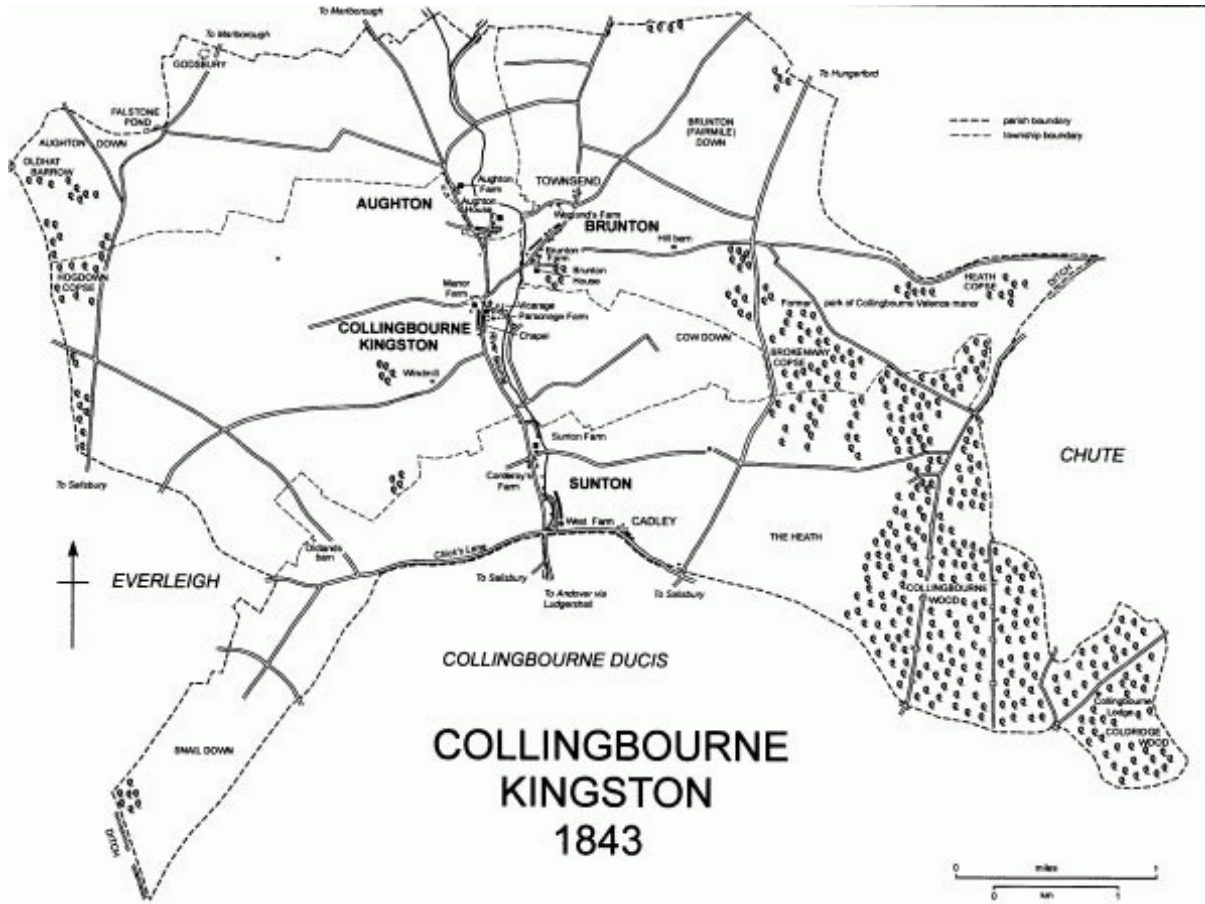 To Marlborough
To Marlborough
GODSBURY
To Hungerford
FALSTONE
POND
AUGHTON DOWN
OLDHAT
BARROW
BRUNTON
(FAIRMILE)
DOWN
parish boundary
township boundary
Aughton
Farm
TOWNSEND
AUGHTON
Aughton
House
BRUNTON
Brunton
Farm
Hill barn
Brunton
House
HOGDOWN
COPSE
HEATH
COPSE
DITCH
Manor
Farm
Former park of Collingbourne Valence manor
Vicarage
Parsonage Farm
Chapel
COLLINGBOURNE
KINGSTON
River
COW DOWN
BROKENWAY
COPSE
Windmill
Sunton Farm
CHUTE
To Salisbury
SUNTON
West Farm
CADLEY
THE HEATH
barn
To Salisbury
To Andover via
Ludgershall
To Salisbury
EVERLEIGH
COLLINGBOURNE
WOOD
COLLINGBOURNE DUCIS
Collingbourne
Lodge
COLDRIDGE
WOOD
SNAIL DOWN
DITCH
COLLINGBOURNE
KINGSTON
1843
0 miles 1
0 km 1